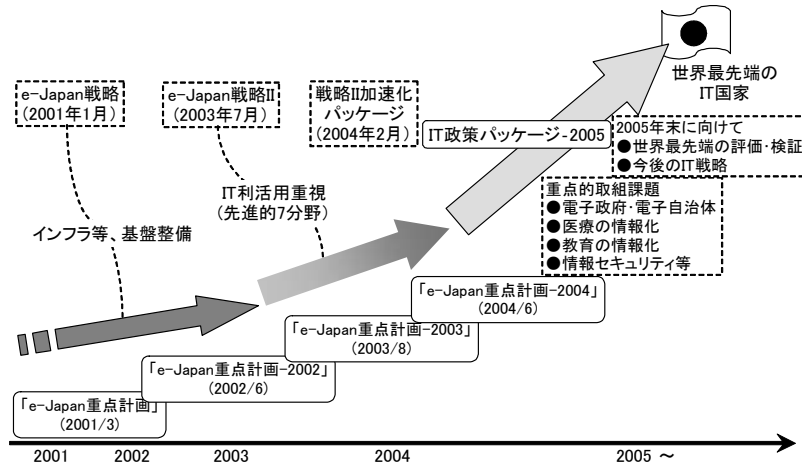 世界最先端の
IT国家
e-Japan戦略
(2001年1月)
e-Japan戦略II
(2003年7月)
戦略II加速化
パッケージ
(2004年2月)
IT政策パッケージ-2005
2005年末に向けて
●世界最先端の評価・検証
●今後のIT戦略
重点的取組課題
●電子政府・電子自治体
●医療の情報化
●教育の情報化
●情報セキュリティ等
IT利活用重視
(先進的7分野)
インフラ等、基盤整備
「e-Japan重点計画-2004」
(2004/6)
「e-Japan重点計画-2003」
(2003/8)
「e-Japan重点計画-2002」
(2002/6)
「e-Japan重点計画」
(2001/3)
2001 2002 2003 2004 2005 ～